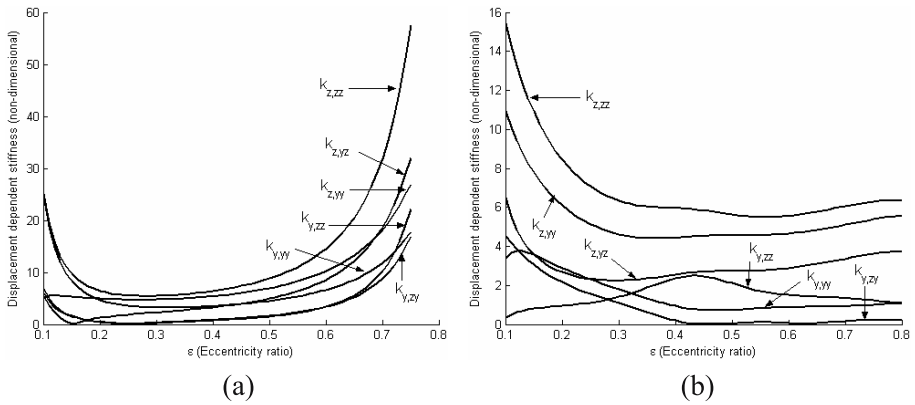 60
50
40
30
20
10
0
0.1 0.2 0.3 0.4 0.5 0.6 0.7 0.8
Displacement dependent stiffness (non-dimensional)
ε (Eccentricity ratio)
k_z,zz
k_z,yz
k_z,yy
k_y,zz
k_y,yy
k_y,zy
(a)
16
14
12
10
8
6
4
2
0
0.1 0.2 0.3 0.4 0.5 0.6 0.7 0.8
Displacement dependent stiffness (non-dimensional)
ε (Eccentricity ratio)
k_z,zz
k_z,yy
k_z,yz
k_y,zz
k_y,yy
k_y,zy
(b)